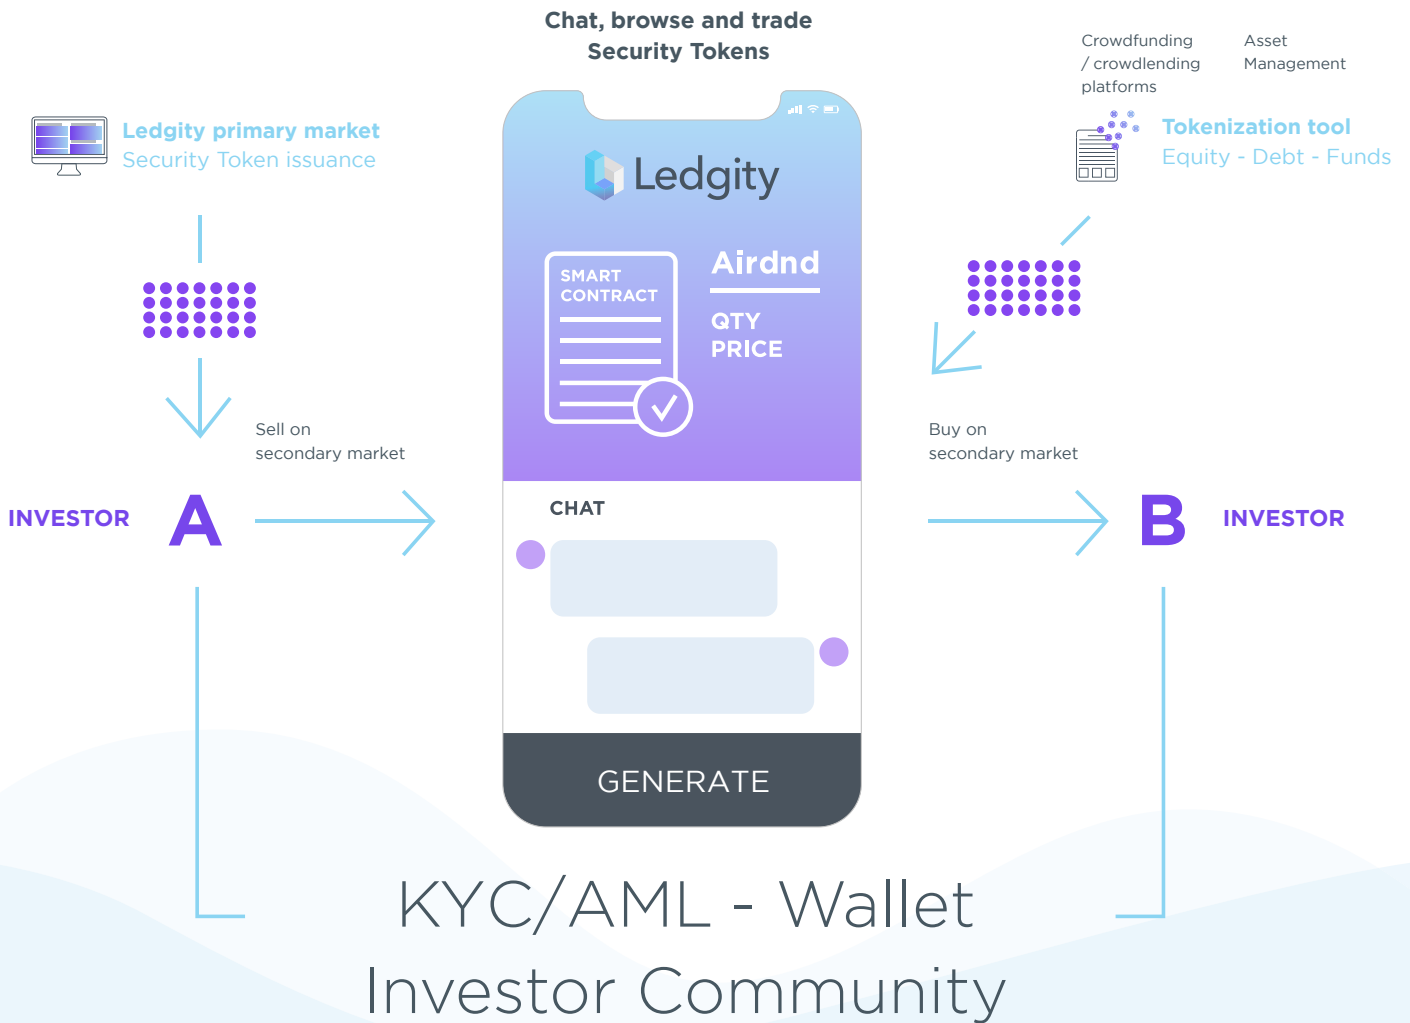 Chat, browse and trade
Security Tokens
Crowdfunding
/ crowdlending
platforms
Asset
Management
Ledgity primary market
Security Token issuance
Tokenization tool
Equity - Debt - Funds
Ledgity
SMART
CONTRACT
Airdnd
QTY
PRICE
Sell on
secondary market
Buy on
secondary market
INVESTOR A
B INVESTOR
CHAT
GENERATE
KYC/AML - Wallet
Investor Community